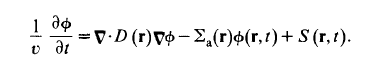 1/v ∂ϕ/∂t = ∇·D(r)∇ϕ − Σa(r)ϕ(r,t) + S(r,t).